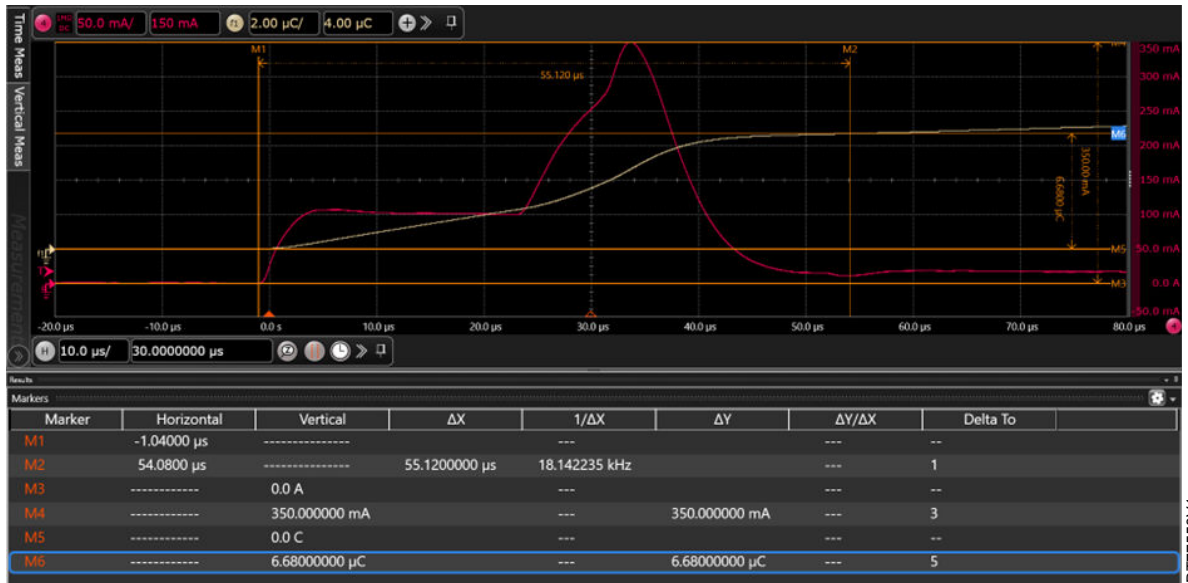 Time Meas
Vertical Meas
Measurements
4 1MΩ DC 50.0 mA/ 150 mA f1 2.00 µC/ 4.00 µC
M1 M2 M4 350 mA
55.120 µs
300 mA
250 mA
M6
200 mA
350.00 mA
6.6800 µC
150 mA
100 mA
M5 50.0 mA
M3 0.0 A
-50.0 mA
-20.0 µs -10.0 µs 0.0 s 10.0 µs 20.0 µs 30.0 µs 40.0 µs 50.0 µs 60.0 µs 70.0 µs 80.0 µs
H 10.0 µs/ 30.0000000 µs
Results
Markers
Marker Horizontal Vertical ΔX 1/ΔX ΔY ΔY/ΔX Delta To
M1 -1.04000 µs --------------- --- --- --
M2 54.0800 µs --------------- 55.1200000 µs 18.142235 kHz --- 1
M3 ------------ 0.0 A --- --- --
M4 ------------ 350.000000 mA --- 350.000000 mA --- 3
M5 ------------ 0.0 C --- --- --
M6 ------------ 6.68000000 µC --- 6.68000000 µC --- 5